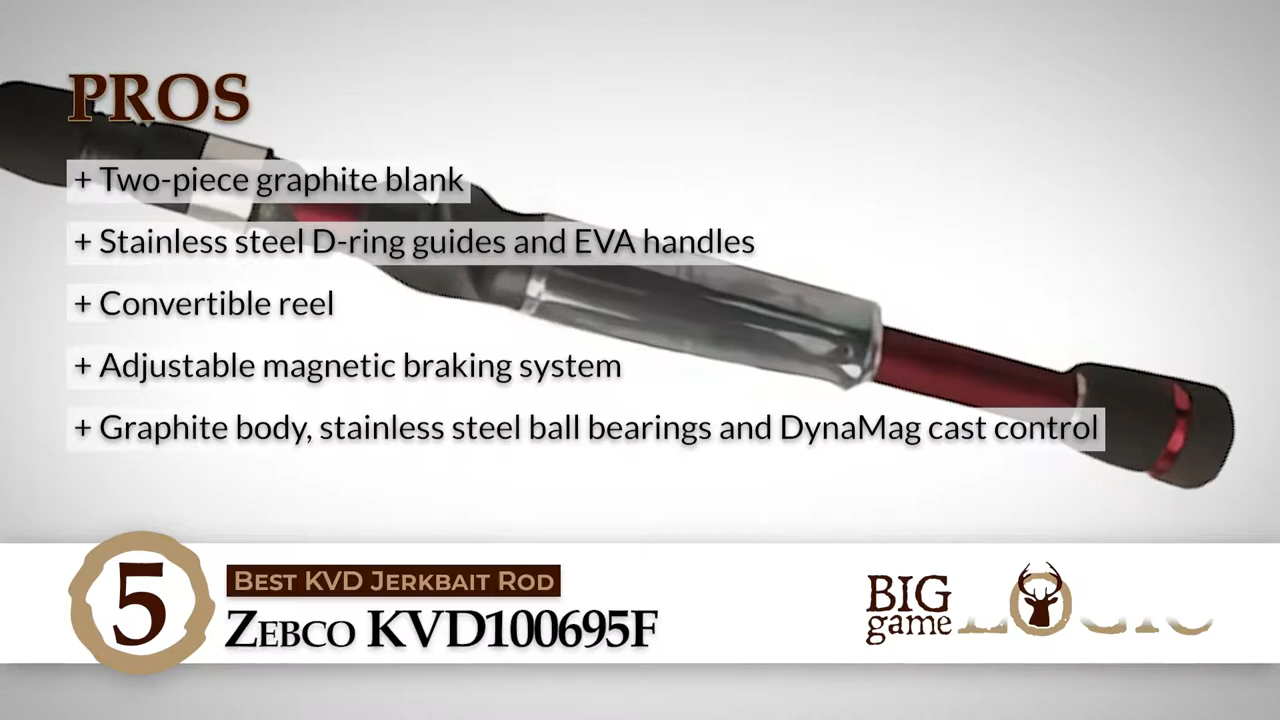 PROS
+ Two-piece graphite blank
+ Stainless steel D-ring guides and EVA handles
+ Convertible reel
+ Adjustable magnetic braking system
+ Graphite body, stainless steel ball bearings and DynaMag cast control
5
Best KVD Jerkbait Rod
Zebco KVD100695F
BIG
game